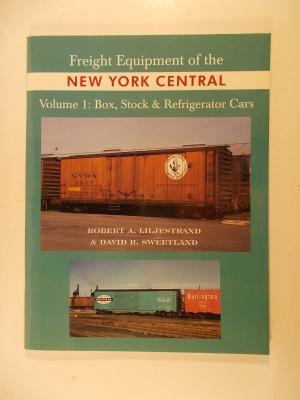 Freight Equipment of the
NEW YORK CENTRAL
Volume 1: Box, Stock & Refrigerator Cars
ROBERT A. LILJESTRAND
& DAVID R. SWEETLAND
Burlington